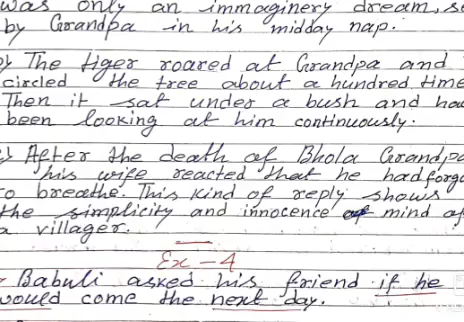 was only an immaginery dream, se
by Grandpa in his midday nap.
b) The tiger roared at Grandpa and
circled the tree about a hundred time
Then it sat under a bush and had
been looking at him continuously.
c) After the death of Bhola Grandpa
his wife reacted that he had forgo
to breathe. This kind of reply shows
the simplicity and innocence of mind of
a villager.
Ex - 4
Babuli asked his friend if he
would come the next day.